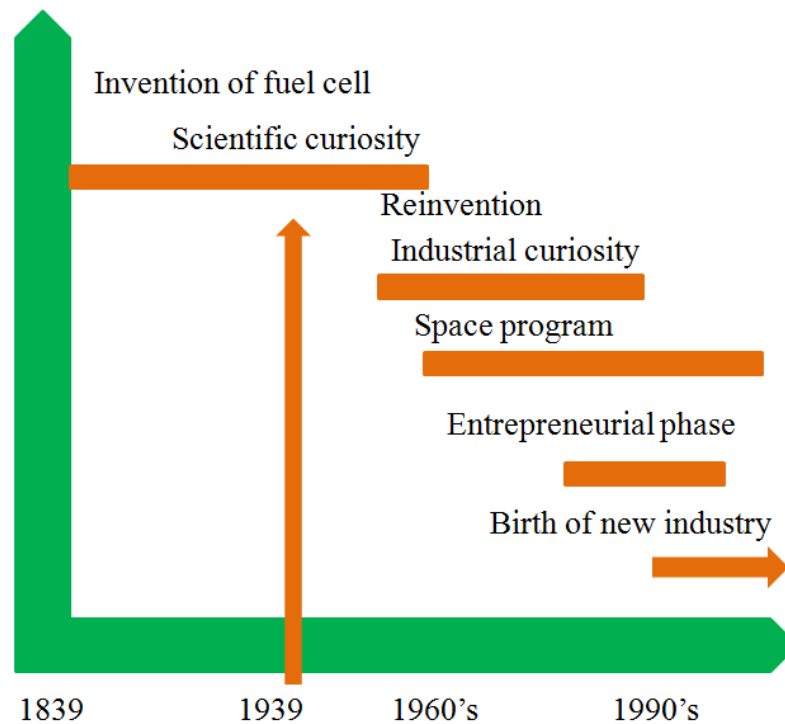 Invention of fuel cell
Scientific curiosity
Reinvention
Industrial curiosity
Space program
Entrepreneurial phase
Birth of new industry
1839 1939 1960’s 1990’s